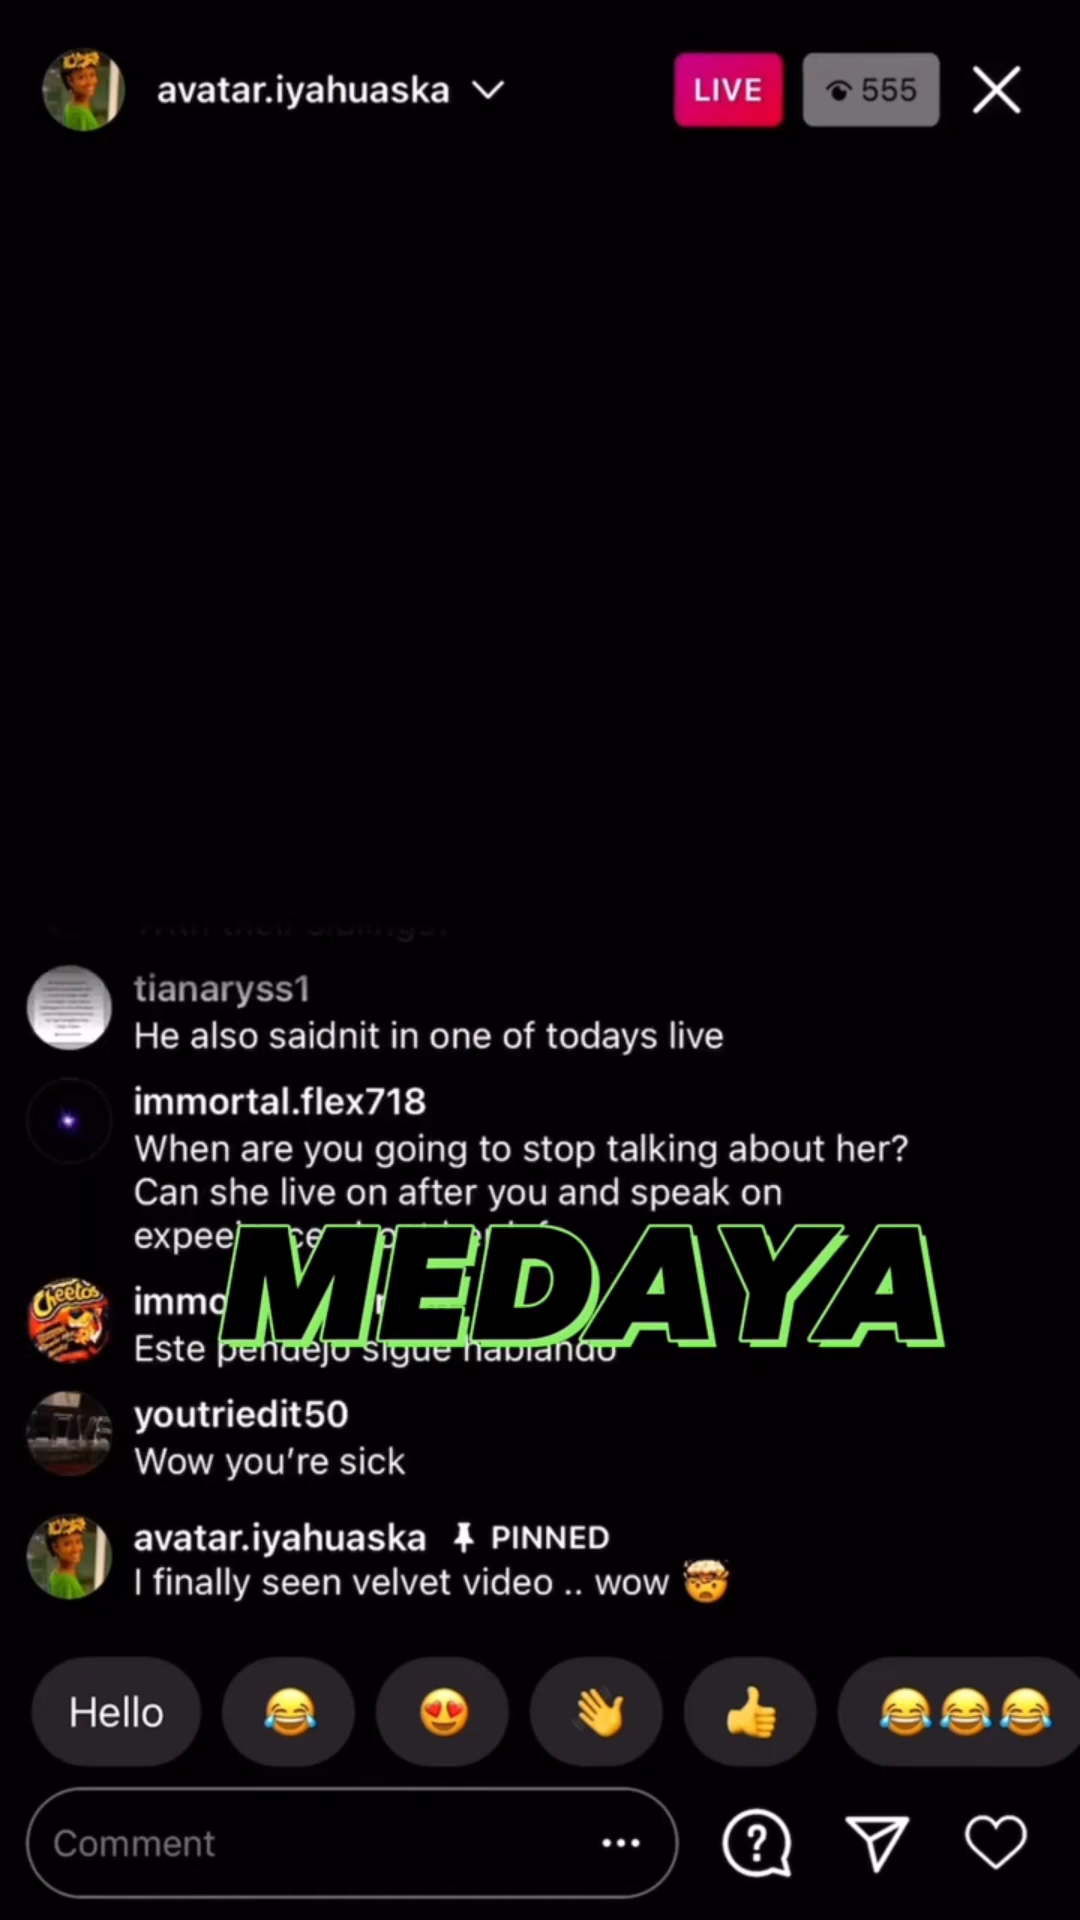 avatar.iyahuaska
LIVE
555
tianaryss1
He also saidnit in one of todays live
immortal.flex718
When are you going to stop talking about her?
Can she live on after you and speak on
MEDAYA
Este pendejo sigue hablando
youtriedit50
Wow you're sick
avatar.iyahuaska PINNED
I finally seen velvet video .. wow 🤯
Hello 😂 😍 👋 👍 😂😂😂
Comment
Cheetos